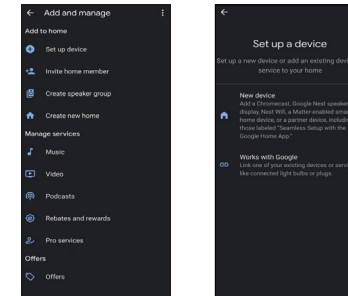 Add and manage
Add to home
Set up device
Invite home member
Create speaker group
Create new home
Manage services
Music
Video
Podcasts
Rebates and rewards
Pro services
Offers
Offers
Set up a device
Set up a new device or add an existing devi
service to your home
New device
Add a Chromecast, Google Nest speaker
display, Nest Wifi, a Matter-enabled smar
home device, or a partner device, includin
those labeled "Seamless Setup with the
Google Home App."
Works with Google
Link one of your existing devices or servi
like connected light bulbs or plugs.